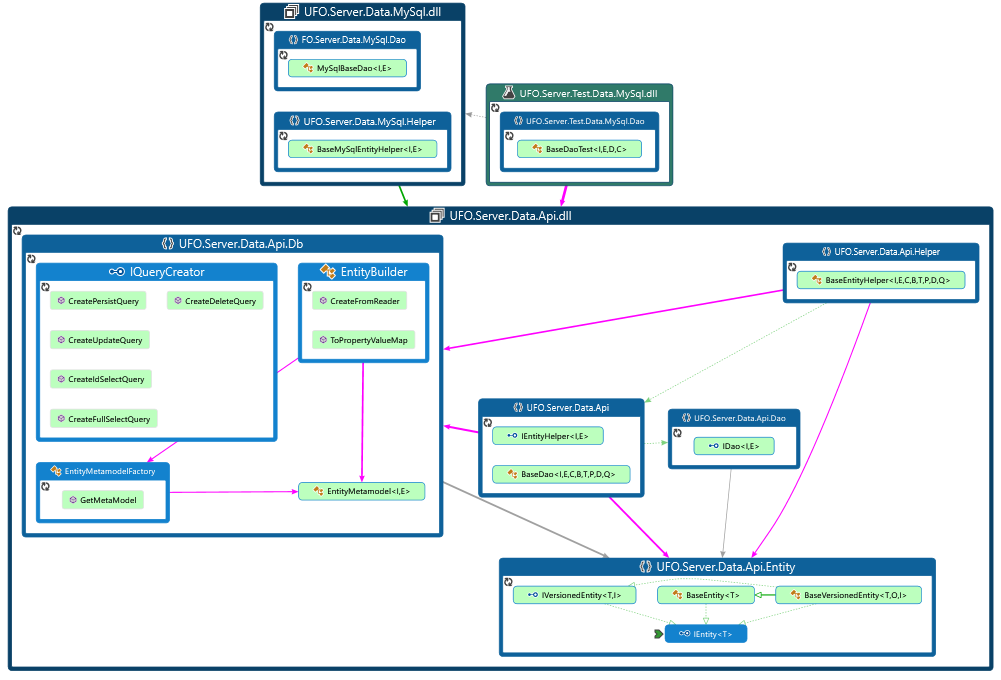 UFO.Server.Data.MySql.dll
FO.Server.Data.MySql.Dao
MySqlBaseDao<I,E>
UFO.Server.Data.MySql.Helper
BaseMySqlEntityHelper<I,E>
UFO.Server.Test.Data.MySql.dll
UFO.Server.Test.Data.MySql.Dao
BaseDaoTest<I,E,D,C>
UFO.Server.Data.Api.dll
UFO.Server.Data.Api.Db
IQueryCreator
CreatePersistQuery
CreateDeleteQuery
CreateUpdateQuery
CreateIdSelectQuery
CreateFullSelectQuery
EntityBuilder
CreateFromReader
ToPropertyValueMap
EntityMetamodelFactory
GetMetaModel
EntityMetamodel<I,E>
UFO.Server.Data.Api.Helper
BaseEntityHelper<I,E,C,B,T,P,D,Q>
UFO.Server.Data.Api
IEntityHelper<I,E>
BaseDao<I,E,C,B,T,P,D,Q>
UFO.Server.Data.Api.Dao
IDao<I,E>
UFO.Server.Data.Api.Entity
IVersionedEntity<T,I>
BaseEntity<T>
BaseVersionedEntity<T,O,I>
IEntity<T>